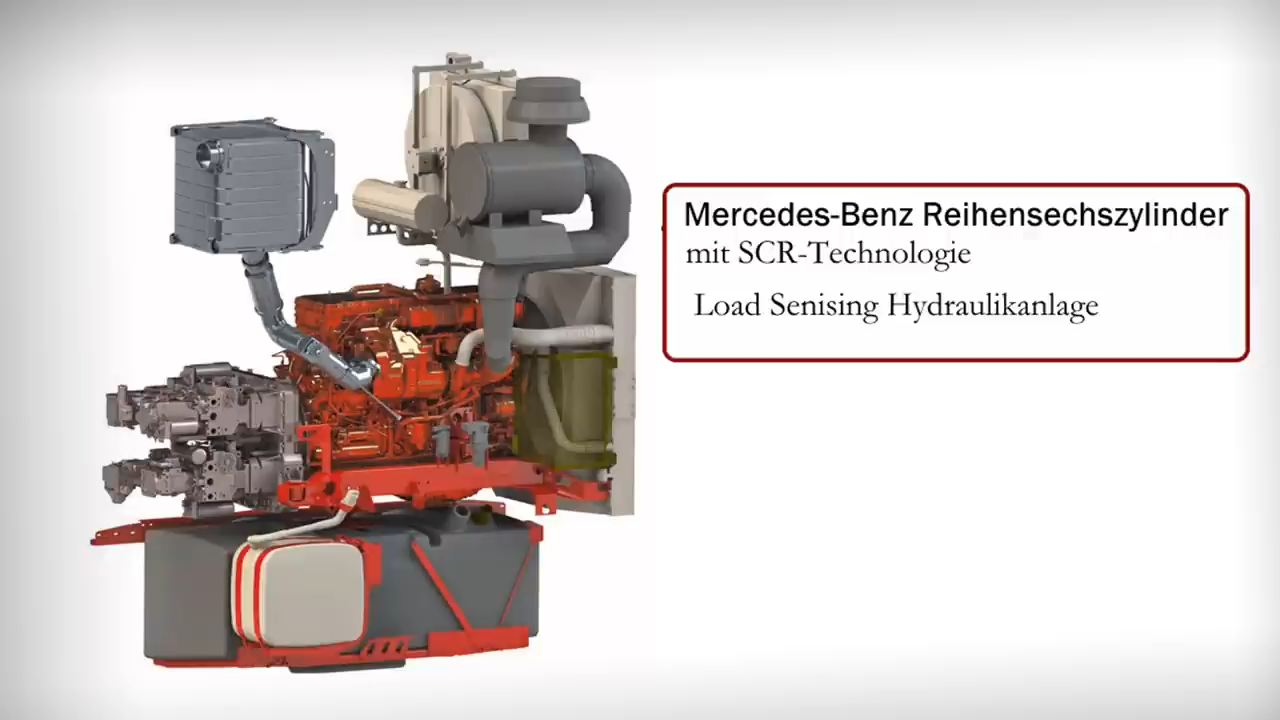 Mercedes-Benz Reihensechszylinder
mit SCR-Technologie
Load Senising Hydraulikanlage